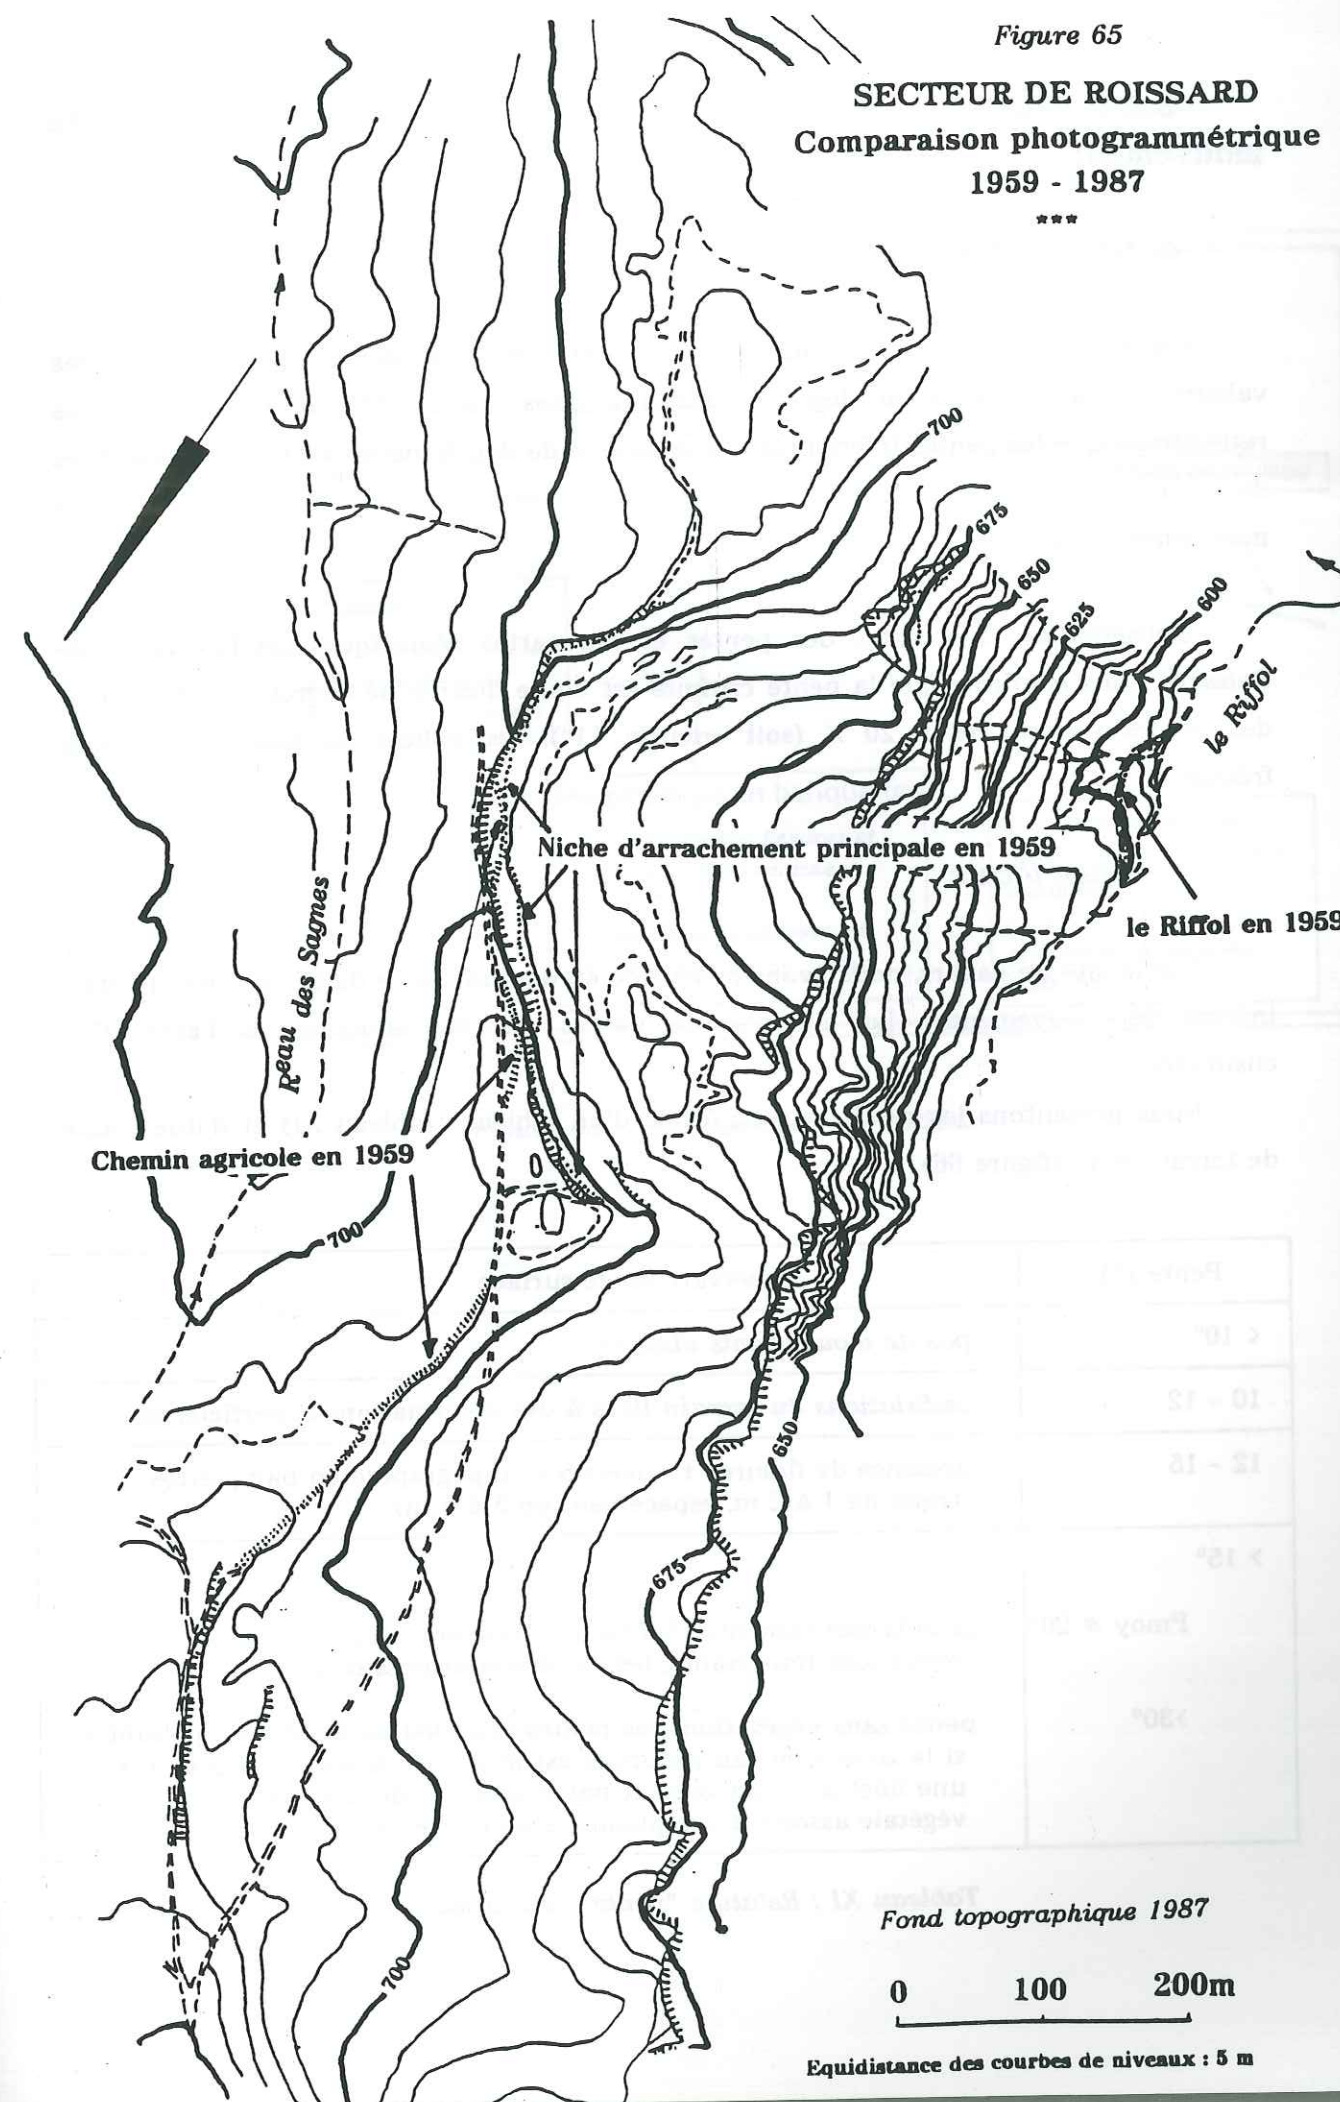 Figure 65
SECTEUR DE ROISSARD
Comparaison photogrammétrique
1959 - 1987
***
700
675
650
625
600
le Riffol
Niche d'arrachement principale en 1959
le Riffol en 1959
Reau des Sagnes
Chemin agricole en 1959
700
650
675
700
Fond topographique 1987
0 100 200m
Equidistance des courbes de niveaux : 5 m